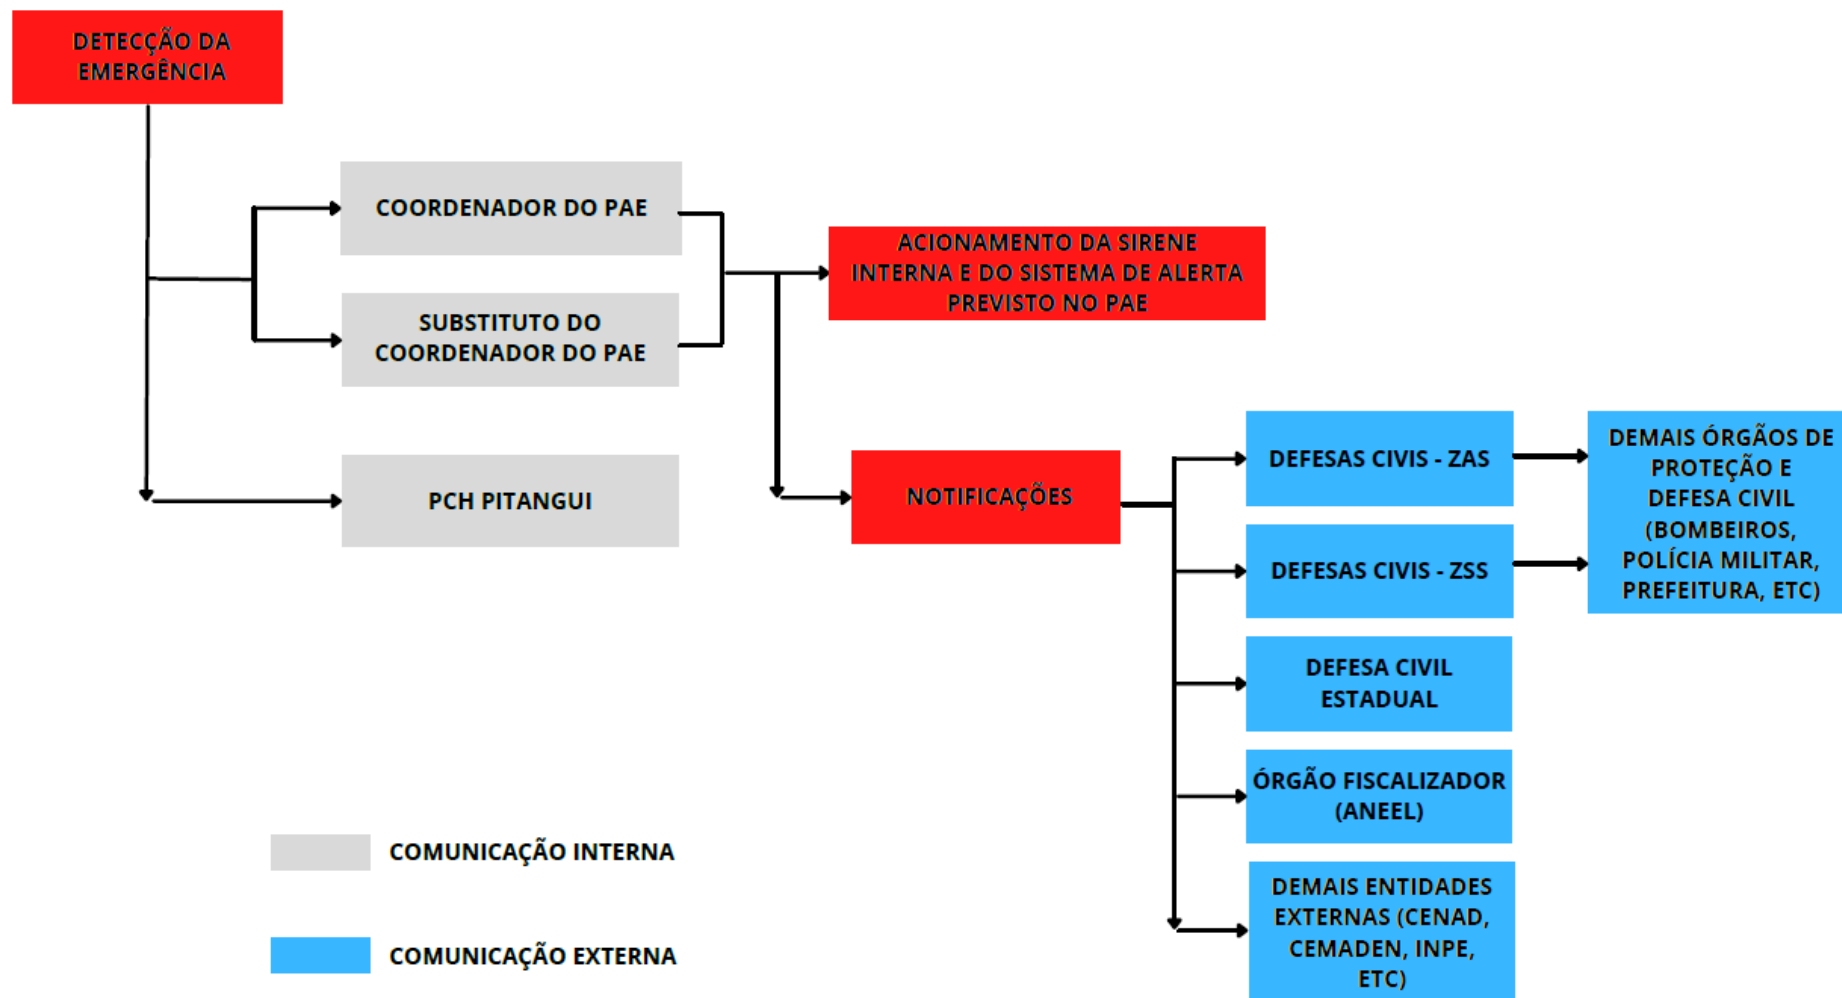 DETECÇÃO DA
EMERGÊNCIA
COORDENADOR DO PAE
SUBSTITUTO DO
COORDENADOR DO PAE
PCH PITANGUI
ACIONAMENTO DA SIRENE
INTERNA E DO SISTEMA DE ALERTA
PREVISTO NO PAE
NOTIFICAÇÕES
DEFESAS CIVIS - ZAS
DEFESAS CIVIS - ZSS
DEFESA CIVIL
ESTADUAL
ÓRGÃO FISCALIZADOR
(ANEEL)
DEMAIS ENTIDADES
EXTERNAS (CENAD,
CEMADEN, INPE,
ETC)
DEMAIS ÓRGÃOS DE
PROTEÇÃO E
DEFESA CIVIL
(BOMBEIROS,
POLÍCIA MILITAR,
PREFEITURA, ETC)
COMUNICAÇÃO INTERNA
COMUNICAÇÃO EXTERNA